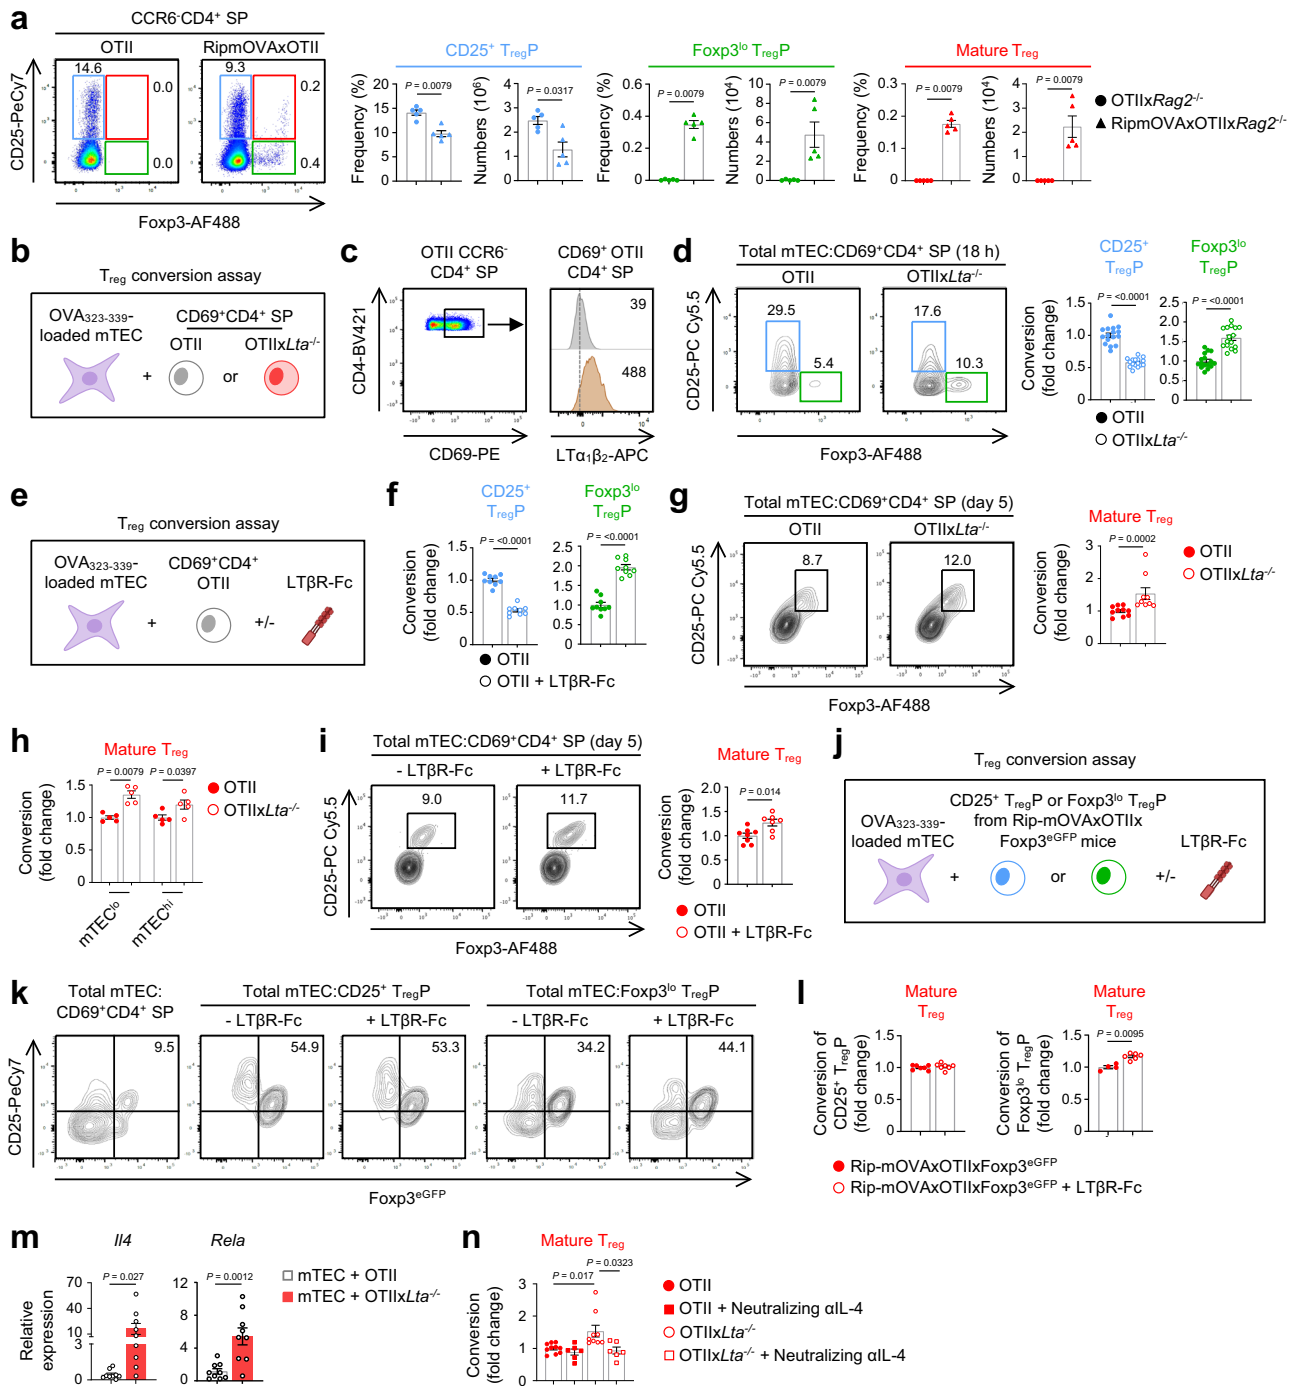 a
CCR6⁻CD4⁺ SP
OTII
RipmOVAxOTII
14.6
0.0
0.0
9.3
0.2
0.4
CD25-PeCy7
Foxp3-AF488
CD25⁺ TregP
Foxp3ˡᵒ TregP
Mature Treg
P = 0.0079
P = 0.0317
P = 0.0079
P = 0.0079
P = 0.0079
P = 0.0079
Frequency (%)
Numbers (10⁶)
Frequency (%)
Numbers (10⁴)
Frequency (%)
Numbers (10⁴)
OTIIxRag2⁻/⁻
RipmOVAxOTIIxRag2⁻/⁻
b
Treg conversion assay
OVA323-339-
loaded mTEC
CD69⁺CD4⁺ SP
OTII
OTIIxLta⁻/⁻
+
or
c
OTII CCR6⁻
CD4⁺ SP
CD69⁺ OTII
CD4⁺ SP
39
488
CD4-BV421
CD69-PE
LTα₁β₂-APC
d
Total mTEC:CD69⁺CD4⁺ SP (18 h)
OTII
OTIIxLta⁻/⁻
29.5
5.4
17.6
10.3
CD25-PC Cy5.5
Foxp3-AF488
CD25⁺
TregP
Foxp3ˡᵒ
TregP
P = <0.0001
P = <0.0001
Conversion
(fold change)
OTII
OTIIxLta⁻/⁻
e
Treg conversion assay
OVA323-339-
loaded mTEC
CD69⁺CD4⁺
OTII
LTβR-Fc
+
+/-
f
CD25⁺
TregP
Foxp3ˡᵒ
TregP
P = <0.0001
P = <0.0001
Conversion
(fold change)
OTII
OTII + LTβR-Fc
g
Total mTEC:CD69⁺CD4⁺ SP (day 5)
OTII
OTIIxLta⁻/⁻
8.7
12.0
CD25-PC Cy5.5
Foxp3-AF488
Mature Treg
P = 0.0002
Conversion
(fold change)
OTII
OTIIxLta⁻/⁻
h
Mature Treg
P = 0.0079
P = 0.0397
Conversion
(fold change)
mTECˡᵒ
mTECʰⁱ
OTII
OTIIxLta⁻/⁻
i
Total mTEC:CD69⁺CD4⁺ SP (day 5)
- LTβR-Fc
+ LTβR-Fc
9.0
11.7
CD25-PC Cy5.5
Foxp3-AF488
Mature Treg
P = 0.014
Conversion
(fold change)
OTII
OTII + LTβR-Fc
j
Treg conversion assay
OVA323-339-
loaded mTEC
CD25⁺ TregP or Foxp3ˡᵒ TregP
from Rip-mOVAxOTIIx
Foxp3ᵉᴳᶠᴾ mice
LTβR-Fc
+
or
+/-
k
Total mTEC:
CD69⁺CD4⁺ SP
Total mTEC:CD25⁺ TregP
Total mTEC:Foxp3ˡᵒ TregP
- LTβR-Fc
+ LTβR-Fc
- LTβR-Fc
+ LTβR-Fc
9.5
54.9
53.3
34.2
44.1
CD25-PeCy7
Foxp3ᵉᴳᶠᴾ
l
Mature
Treg
Mature
Treg
P = 0.0095
Conversion of
CD25⁺ TregP
(fold change)
Conversion of
Foxp3ˡᵒ TregP
(fold change)
Rip-mOVAxOTIIxFoxp3ᵉᴳᶠᴾ
Rip-mOVAxOTIIxFoxp3ᵉᴳᶠᴾ + LTβR-Fc
m
Il4
Rela
P = 0.027
P = 0.0012
Relative
expression
mTEC + OTII
mTEC + OTIIxLta⁻/⁻
n
Mature Treg
P = 0.017
P = 0.0323
Conversion
(fold change)
OTII
OTII + Neutralizing αIL-4
OTIIxLta⁻/⁻
OTIIxLta⁻/⁻ + Neutralizing αIL-4